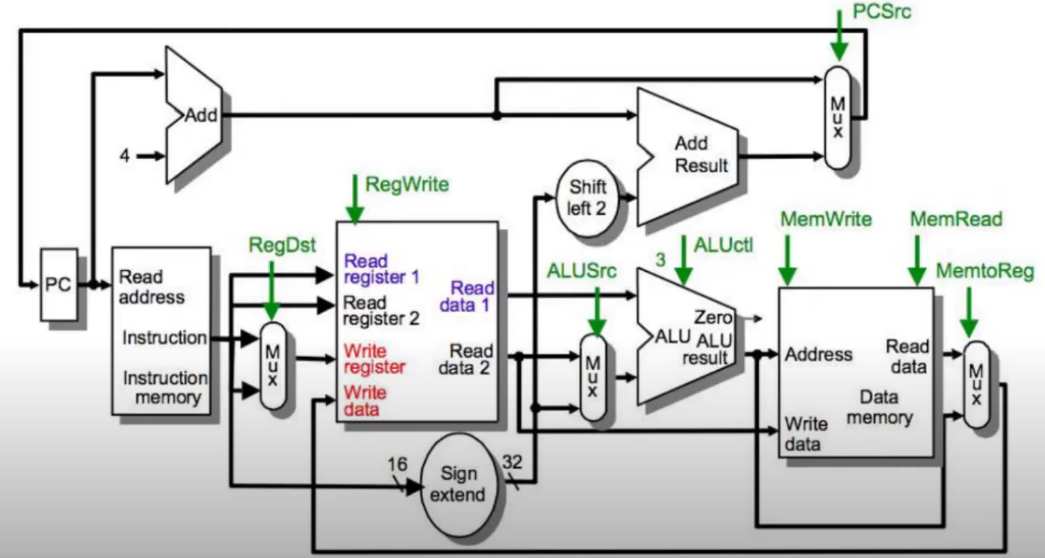 PCSrc
Add
4
Mux
Add
Result
Shift
left 2
RegWrite
RegDst
ALUSrc
3
ALUctl
MemWrite
MemRead
MemtoReg
PC
Read
address
Instruction
Instruction
memory
Mux
Read
register 1
Read
register 2
Write
register
Write
data
Read
data 1
Read
data 2
Mux
Zero
ALU
ALU
result
Address
Write
data
Read
data
Data
memory
Mux
16
Sign
extend
32